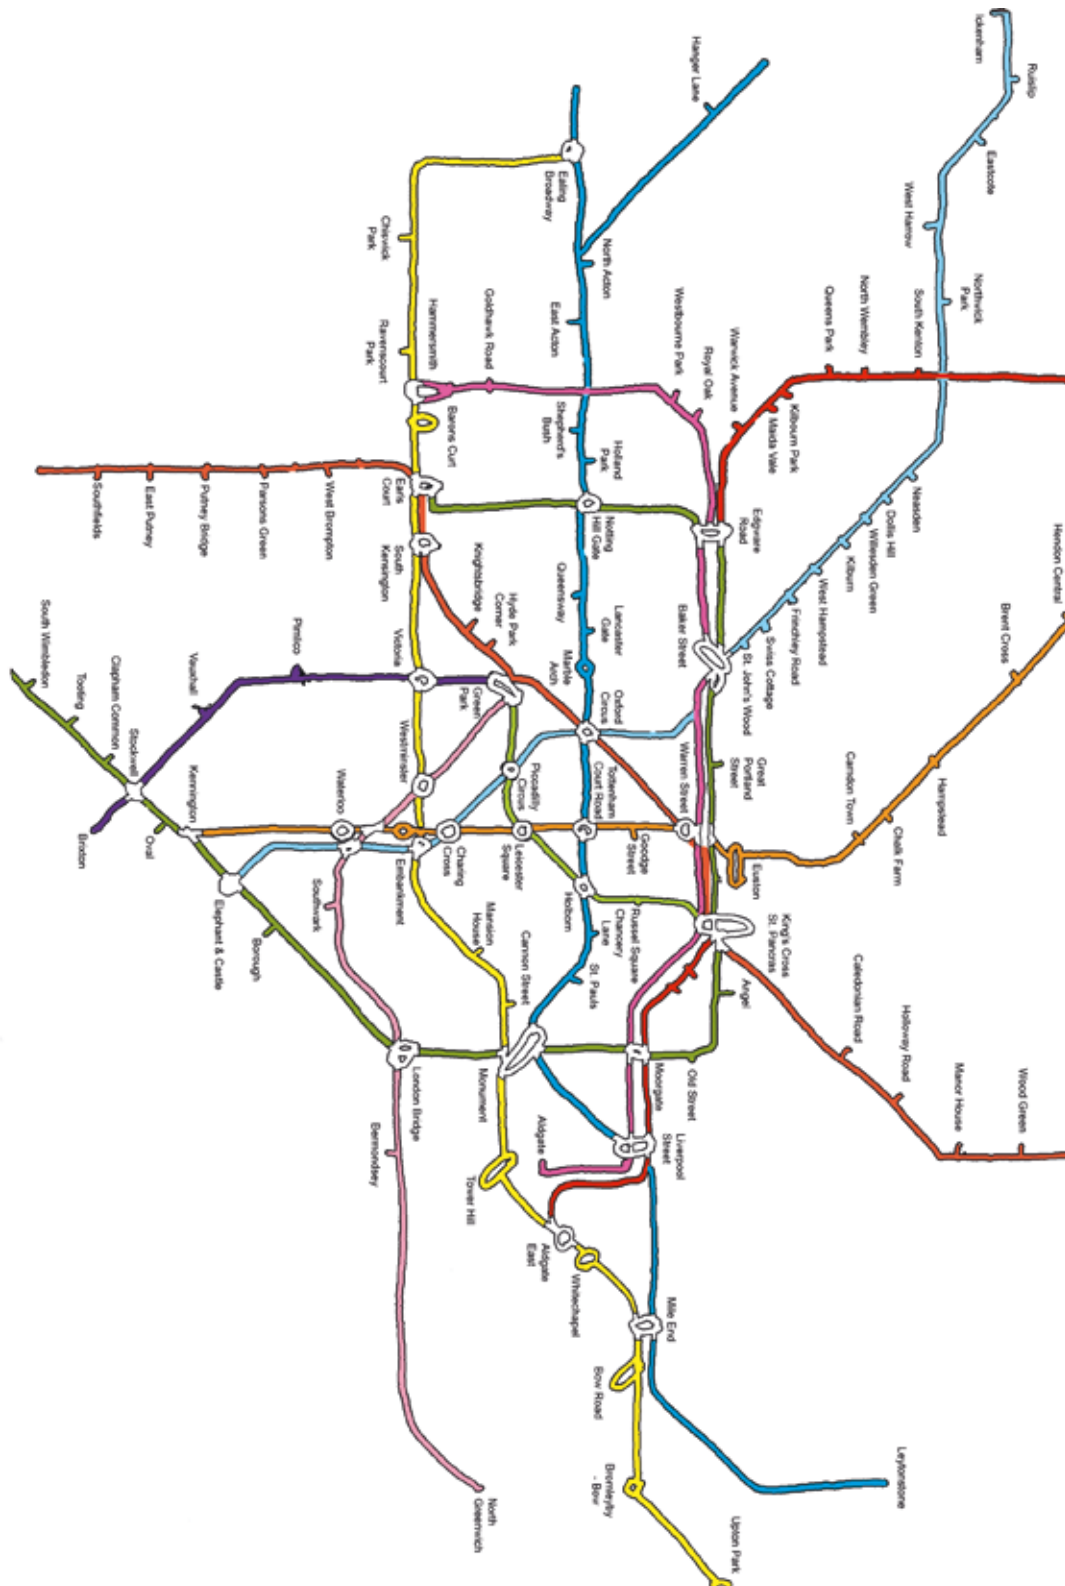 Ickenham
Ruislip
Eastcote
West Harrow
Northwick
Park
South Kenton
North Wembley
Queens Park
Kilbourn Park
Maida Vale
Warwick Avenue
Royal Oak
Westbourne Park
Hanger Lane
Ealing
Broadway
North Acton
East Acton
Shepherd's
Bush
Holland
Park
Notting
Hill Gate
Queensway
Lancaster
Gate
Marble
Arch
Oxford
Circus
Tottenham
Court Road
Holborn
Chancery
Lane
St. Pauls
Chiswick
Park
Ravenscourt
Park
Hammersmith
Goldhawk Road
Barons Curt
Earls
Court
South
Kensington
Knightsbridge
Hyde Park
Corner
Green
Park
Piccadilly
Circus
Leicester
Square
Russel Square
Victoria
Westminster
Embankment
Charing
Cross
Waterloo
Southwark
Mansion
House
Cannon Street
Monument
Tower Hill
Aldgate
East
Aldgate
Whitechapel
Mile End
Bow Road
Bromleyby
- Bow
Upton Park
Leytonstone
North
Greenwich
Bermondsey
London Bridge
Borough
Elephant & Castle
Kennington
Oval
Stockwell
Brixton
Clapham Common
Tooting
South Wimbledon
Vauxhall
Pimlico
West Brompton
Parsons Green
Putney Bridge
East Putney
Southfields
Edgware
Road
Baker Street
St. John's Wood
Swiss Cottage
Frinchley Road
West Hampstead
Kilburn
Willesden Green
Dollis Hill
Neasden
Hendon Central
Brent Cross
Hampstead
Chalk Farm
Camdon Town
Euston
Great
Portland
Street
Warren Street
Goodge
Street
King's Cross
St. Pancras
Angel
Old Street
Moorgate
Liverpool
Street
Caledonian Road
Holloway Road
Manor House
Wood Green